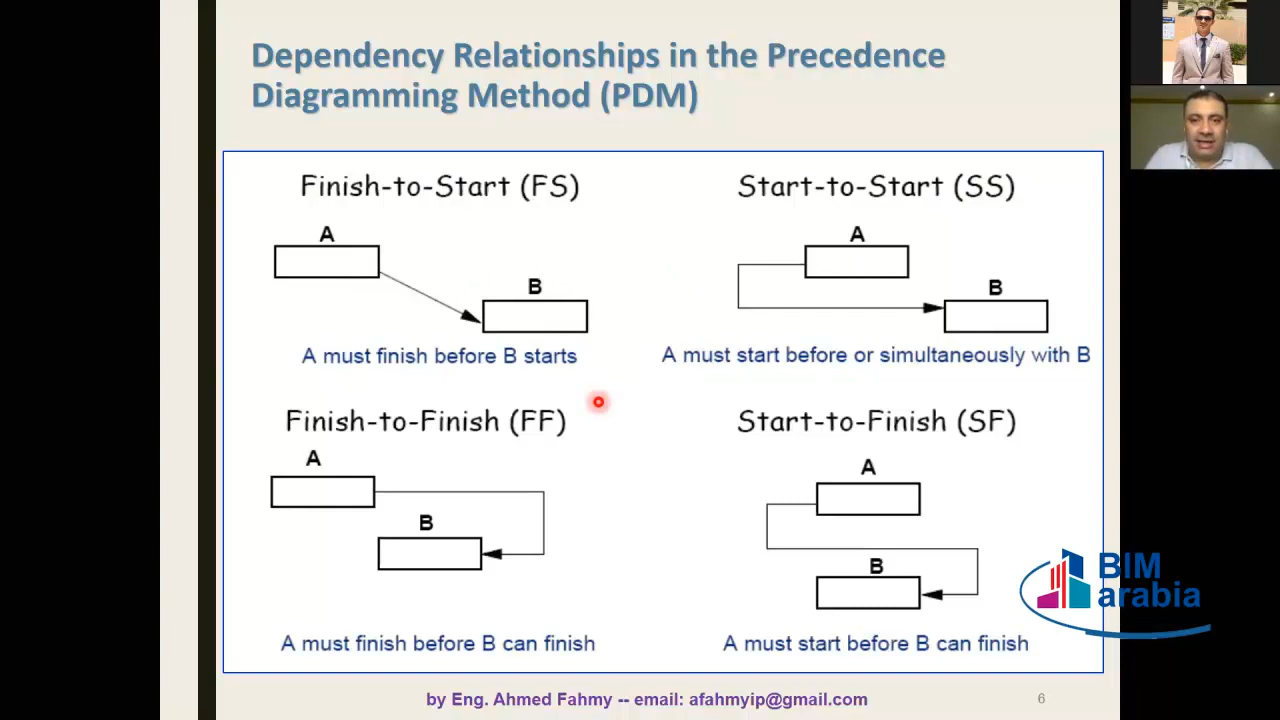 Dependency Relationships in the Precedence
Diagramming Method (PDM)
Finish-to-Start (FS)
A
B
A must finish before B starts
Start-to-Start (SS)
A
B
A must start before or simultaneously with B
Finish-to-Finish (FF)
A
B
A must finish before B can finish
Start-to-Finish (SF)
A
B
A must start before B can finish
BIM
arabia
by Eng. Ahmed Fahmy -- email: afahmyip@gmail.com
6